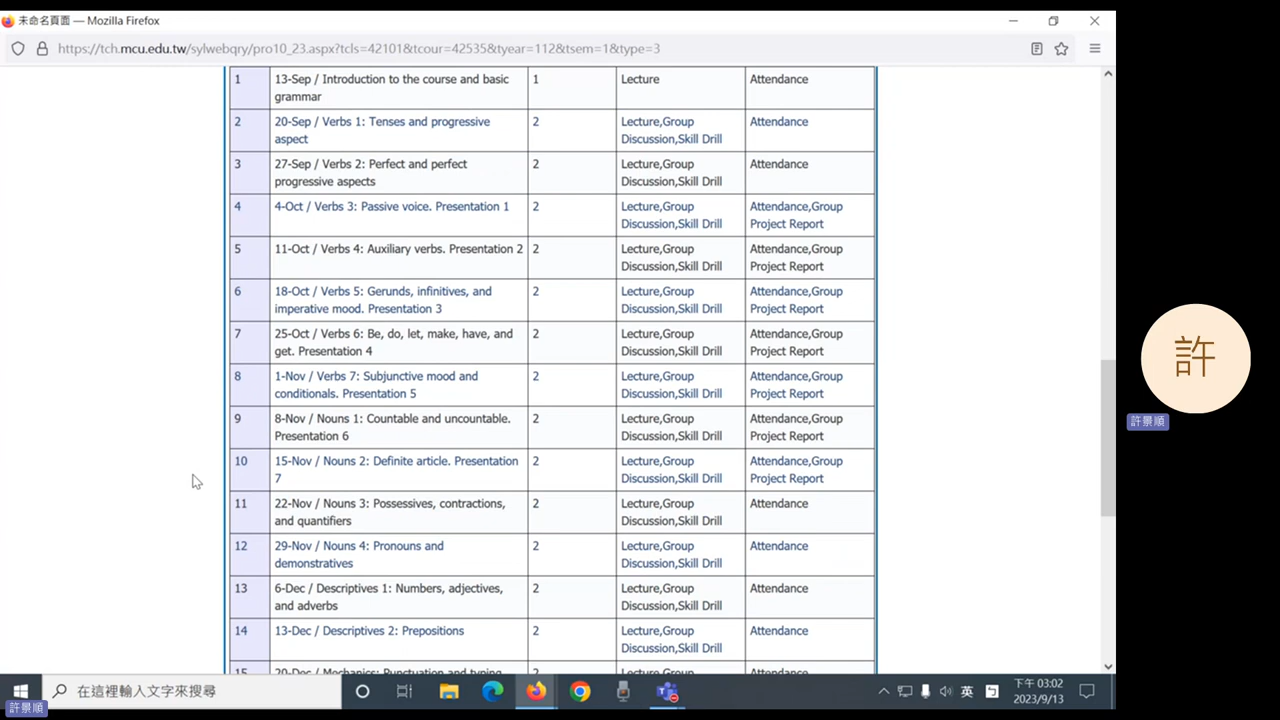 未命名頁面 — Mozilla Firefox
https://tch.mcu.edu.tw/sylwebqry/pro10_23.aspx?tcls=42101&tcour=42535&tyear=112&tsem=1&type=3
1 13-Sep / Introduction to the course and basic 1 Lecture Attendance
grammar
2 20-Sep / Verbs 1: Tenses and progressive 2 Lecture,Group Attendance
aspect Discussion,Skill Drill
3 27-Sep / Verbs 2: Perfect and perfect 2 Lecture,Group Attendance
progressive aspects Discussion,Skill Drill
4 4-Oct / Verbs 3: Passive voice. Presentation 1 2 Lecture,Group Attendance,Group
Discussion,Skill Drill Project Report
5 11-Oct / Verbs 4: Auxiliary verbs. Presentation 2 2 Lecture,Group Attendance,Group
Discussion,Skill Drill Project Report
6 18-Oct / Verbs 5: Gerunds, infinitives, and 2 Lecture,Group Attendance,Group
imperative mood. Presentation 3 Discussion,Skill Drill Project Report
7 25-Oct / Verbs 6: Be, do, let, make, have, and 2 Lecture,Group Attendance,Group
get. Presentation 4 Discussion,Skill Drill Project Report
8 1-Nov / Verbs 7: Subjunctive mood and 2 Lecture,Group Attendance,Group
conditionals. Presentation 5 Discussion,Skill Drill Project Report
9 8-Nov / Nouns 1: Countable and uncountable. 2 Lecture,Group Attendance,Group
Presentation 6 Discussion,Skill Drill Project Report
10 15-Nov / Nouns 2: Definite article. Presentation 2 Lecture,Group Attendance,Group
7 Discussion,Skill Drill Project Report
11 22-Nov / Nouns 3: Possessives, contractions, 2 Lecture,Group Attendance
and quantifiers Discussion,Skill Drill
12 29-Nov / Nouns 4: Pronouns and 2 Lecture,Group Attendance
demonstratives Discussion,Skill Drill
13 6-Dec / Descriptives 1: Numbers, adjectives, 2 Lecture,Group Attendance
and adverbs Discussion,Skill Drill
14 13-Dec / Descriptives 2: Prepositions 2 Lecture,Group Attendance
Discussion,Skill Drill
15 20-Dec / Mechanics: Punctuation and typing 2 Lecture,Group Attendance
許
許景順
在這裡輸入文字來搜尋
英
下午 03:02
2023/9/13
許景順